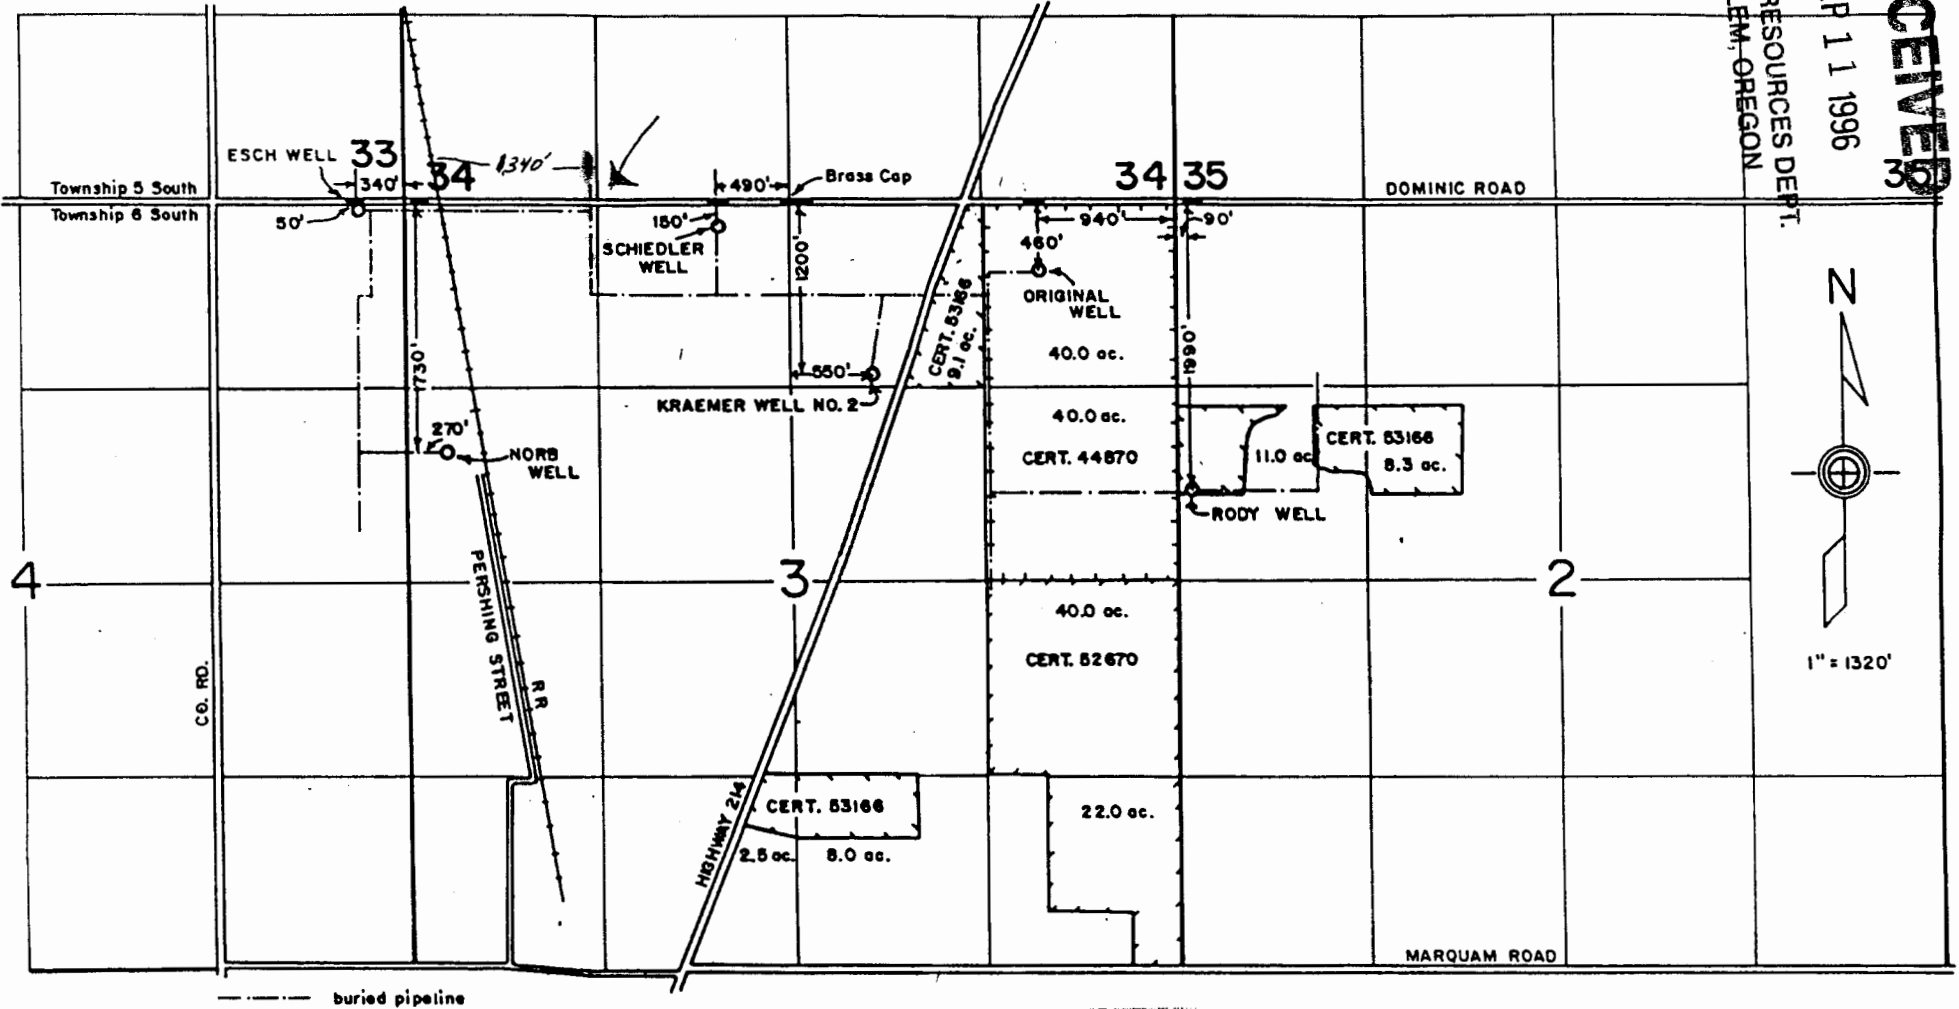 CEIVED
P 11 1996
RESOURCES DEPT.
LEM, OREGON
ESCH WELL
33
34
340'
1340'
490'
Brass Cap
34
35
DOMINIC ROAD
36
Township 5 South
Township 6 South
50'
150'
SCHIEDLER
WELL
1200'
940'
90'
460'
ORIGINAL
WELL
CERT. 53166
9.1 ac.
40.0 ac.
1990'
1730'
550'
KRAEMER WELL NO. 2
270'
NORB
WELL
40.0 ac.
CERT. 44870
11.0 ac.
CERT. 53166
8.3 ac.
RODY WELL
N
4
3
2
PERSHING STREET
RR
40.0 ac.
CERT. 52670
1" = 1320'
CO. RD.
HIGHWAY 214
CERT. 53166
2.5 ac.
8.0 ac.
22.0 ac.
MARQUAM ROAD
buried pipeline